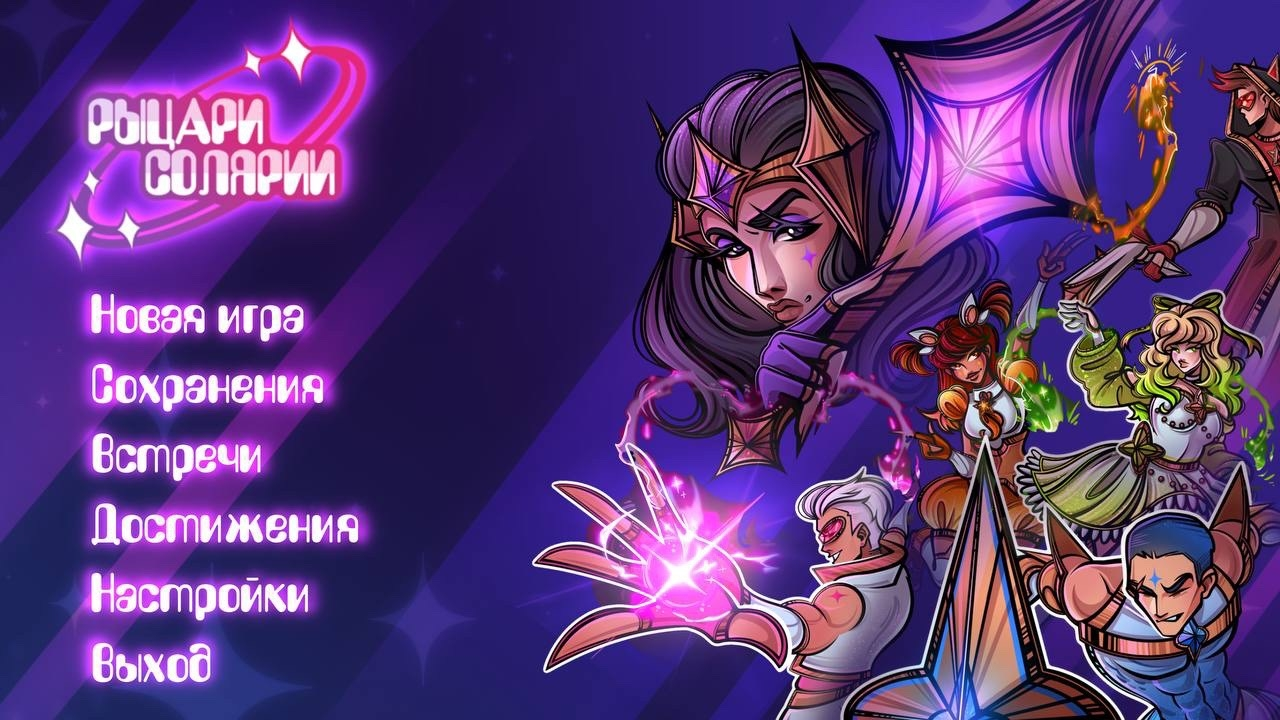 РЫЦАРИ
СОЛЯРИИ
Новая игра
Сохранения
Встречи
Достижения
Настройки
Выход